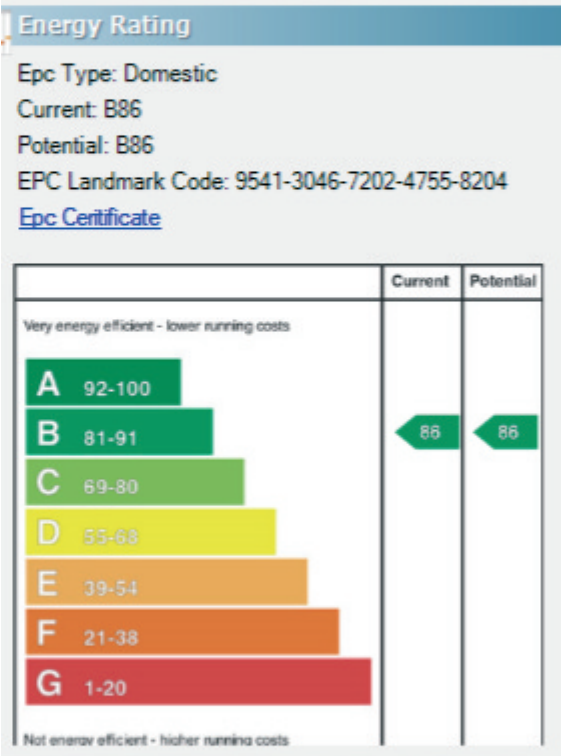 Energy Rating
Epc Type: Domestic
Current: B86
Potential: B86
EPC Landmark Code: 9541-3046-7202-4755-8204
Epc Ceritificate
Current Potential
Very energy efficient - lower running costs
A 92-100
B 81-91 86 86
C 69-80
D 55-68
E 39-54
F 21-38
G 1-20
Not energy efficient - higher running costs